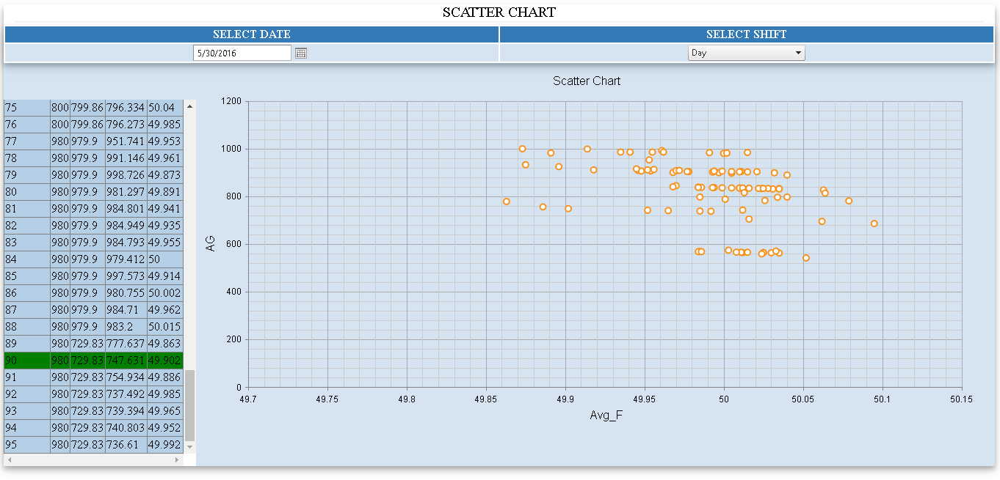 SCATTER CHART
SELECT DATE SELECT SHIFT
5/30/2016 Day
Scatter Chart
75 800 799.86 796.334 50.04
76 800 799.86 796.273 49.985
77 980 979.9 951.741 49.953
78 980 979.9 991.146 49.961
79 980 979.9 998.726 49.873
80 980 979.9 981.297 49.891
81 980 979.9 984.801 49.941
82 980 979.9 984.949 49.935
83 980 979.9 984.793 49.955
84 980 979.9 979.412 50
85 980 979.9 997.573 49.914
86 980 979.9 980.755 50.002
87 980 979.9 984.71 49.962
88 980 979.9 983.2 50.015
89 980 729.83 777.637 49.863
90 980 729.83 747.631 49.902
91 980 729.83 754.934 49.886
92 980 729.83 737.492 49.985
93 980 729.83 739.394 49.965
94 980 729.83 740.803 49.952
95 980 729.83 736.61 49.992
1200
1000
800
600
400
200
0
AG
49.7 49.75 49.8 49.85 49.9 49.95 50 50.05 50.1 50.15
Avg_F